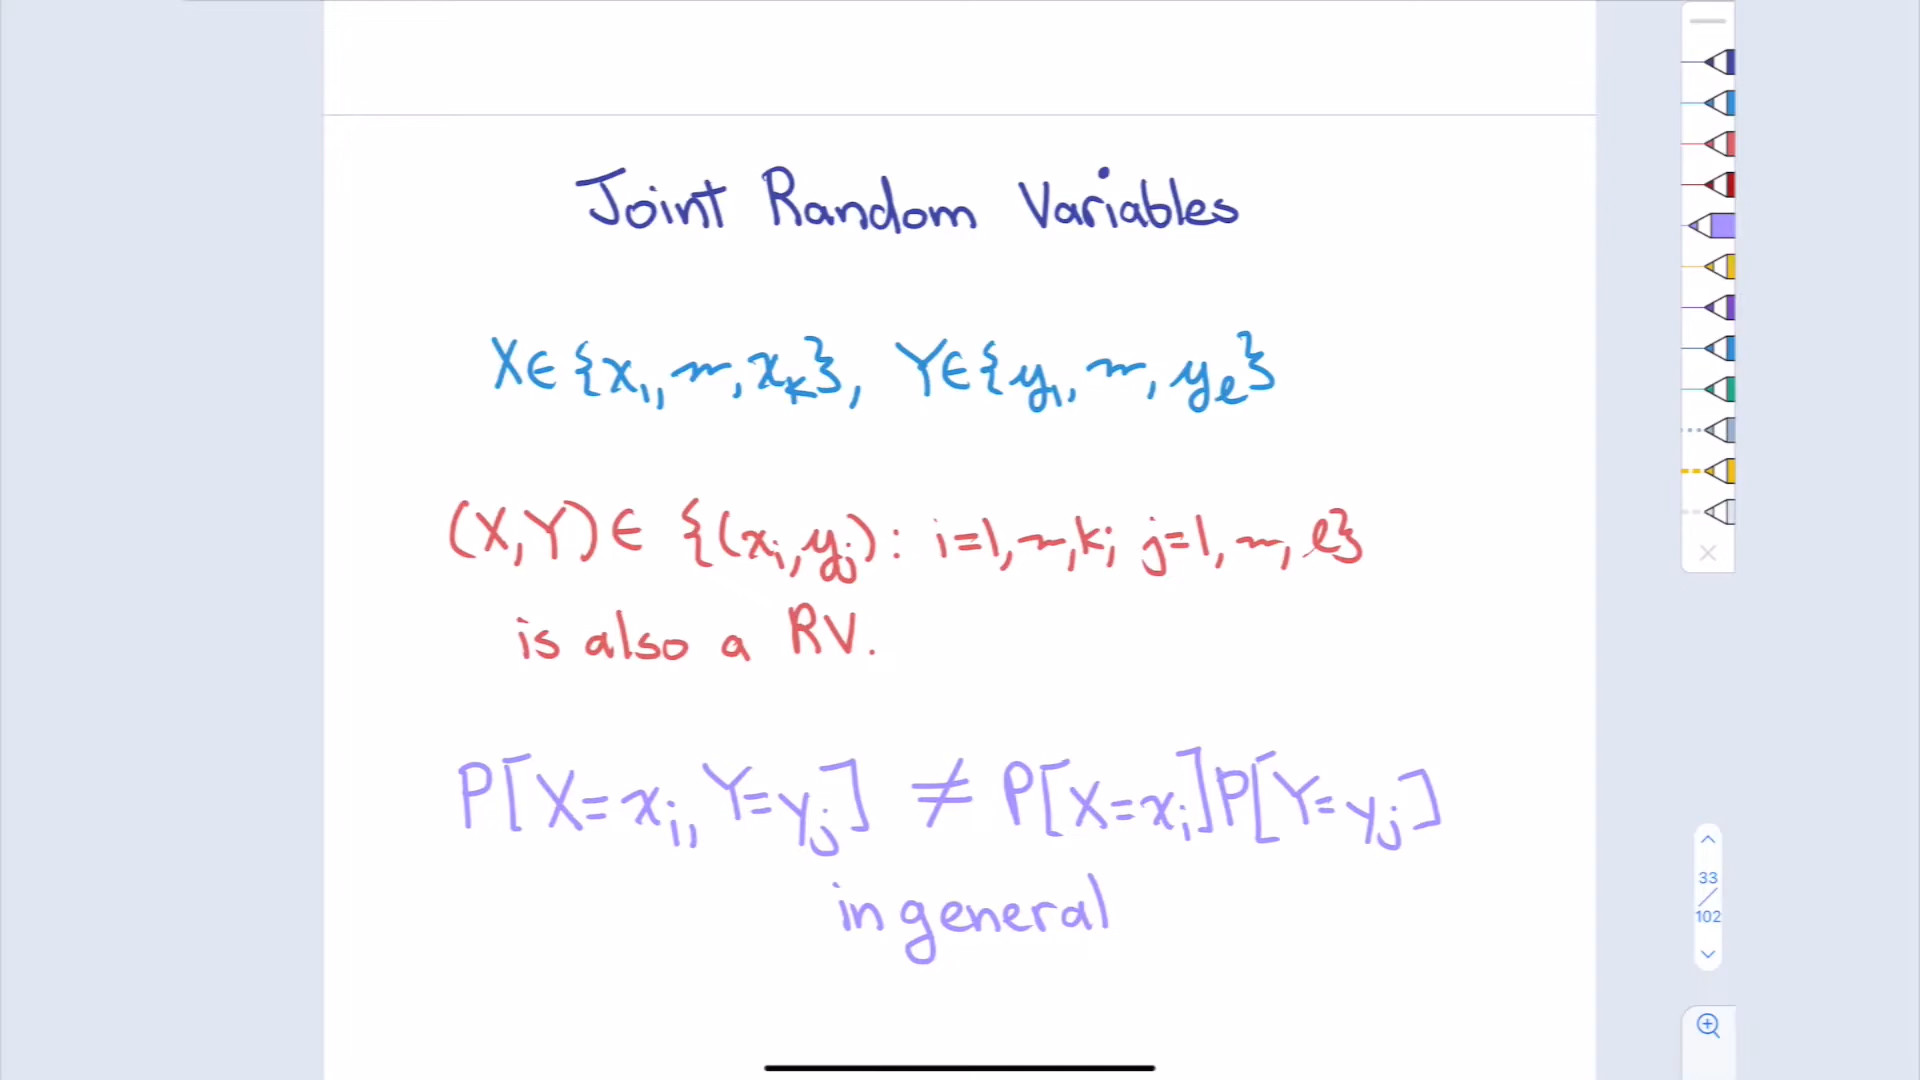 Joint Random Variables
X∈{x₁, ..., xₖ}, Y∈{y₁, ..., yₗ}
(X,Y)∈ {(xᵢ,yⱼ): i=1,...,k; j=1,...,ℓ}
is also a RV.
P[X=xᵢ, Y=yⱼ] ≠ P[X=xᵢ]P[Y=yⱼ]
in general
33
/
102